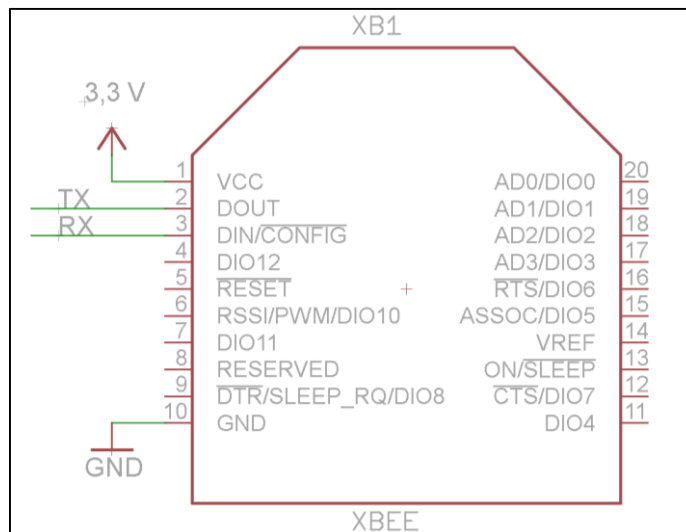 XB1
3,3 V
1 VCC AD0/DIO0 20
TX 2 DOUT AD1/DIO1 19
RX 3 DIN/CONFIG AD2/DIO2 18
4 DIO12 AD3/DIO3 17
5 RESET RTS/DIO6 16
6 RSSI/PWM/DIO10 ASSOC/DIO5 15
7 DIO11 VREF 14
8 RESERVED ON/SLEEP 13
9 DTR/SLEEP_RQ/DIO8 CTS/DIO7 12
10 GND DIO4 11
GND
XBEE